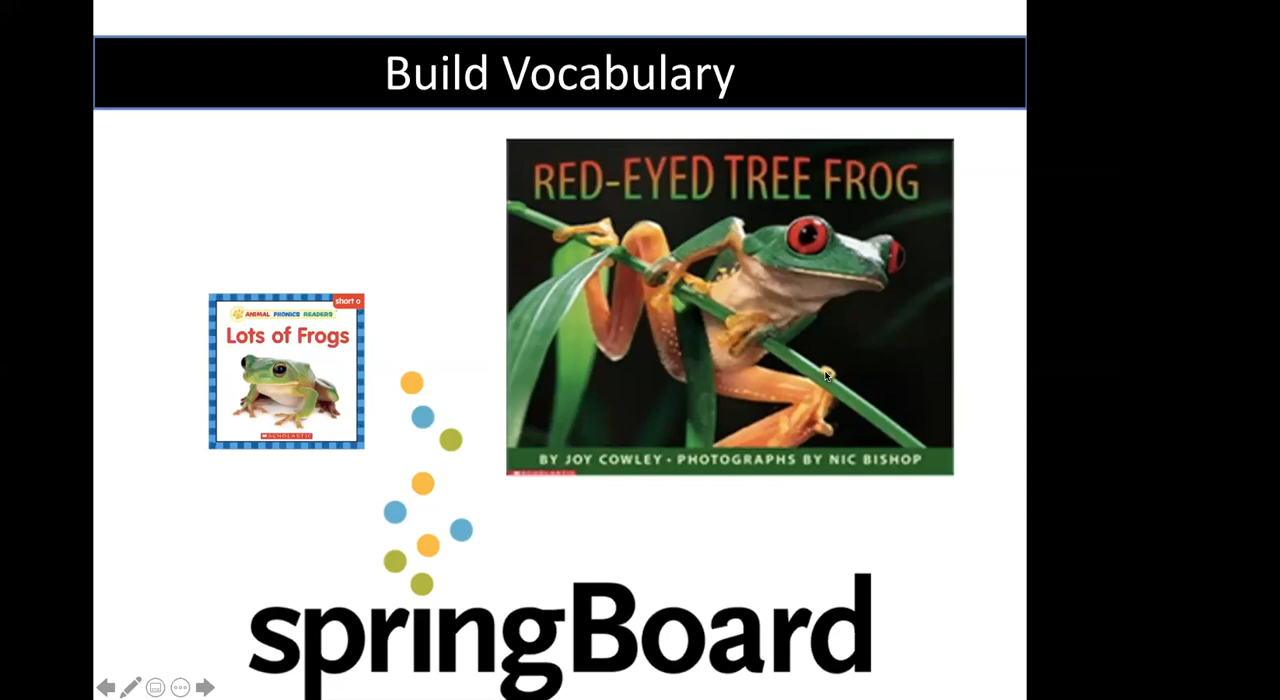 Build Vocabulary
RED-EYED TREE FROG
short o
ANIMAL PHONICS READERS
Lots of Frogs
SCHOLASTIC
BY JOY COWLEY • PHOTOGRAPHS BY NIC BISHOP
SCHOLASTIC
springBoard